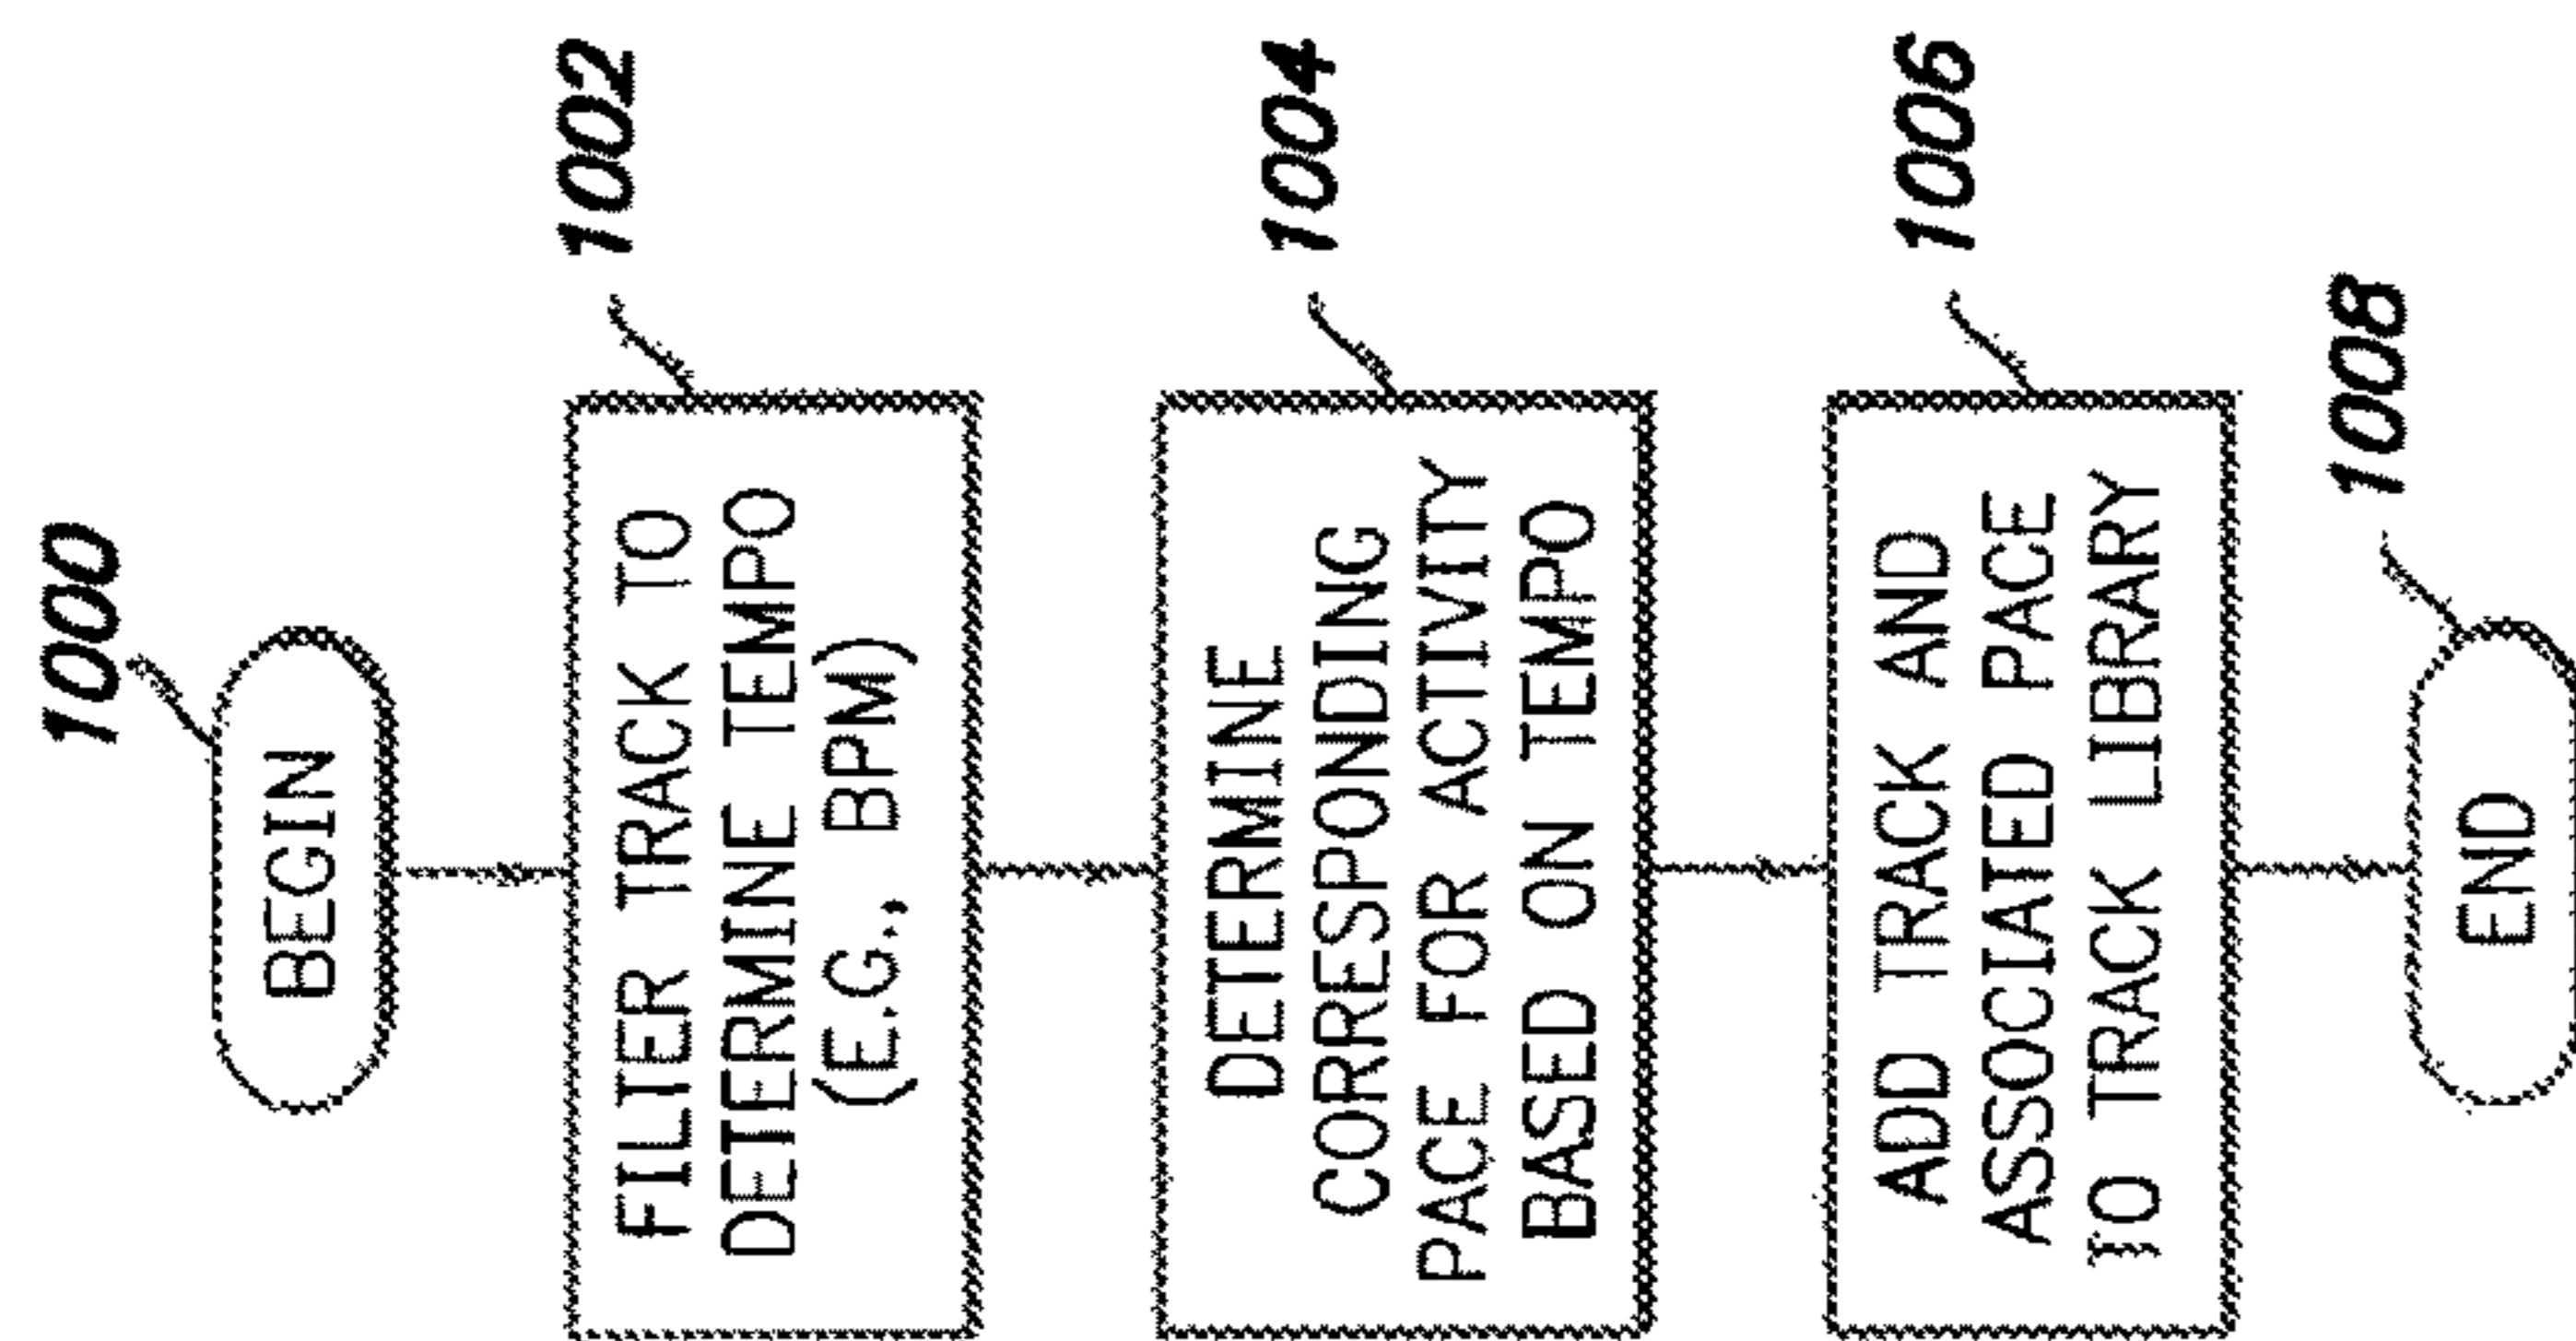 1000
BEGIN
1002
FILTER TRACK TO
DETERMINE TEMPO
(E.G., BPM)
1004
DETERMINE
CORRESPONDING
PACE FOR ACTIVITY
BASED ON TEMPO
1006
ADD TRACK AND
ASSOCIATED PACE
TO TRACK LIBRARY
1008
END